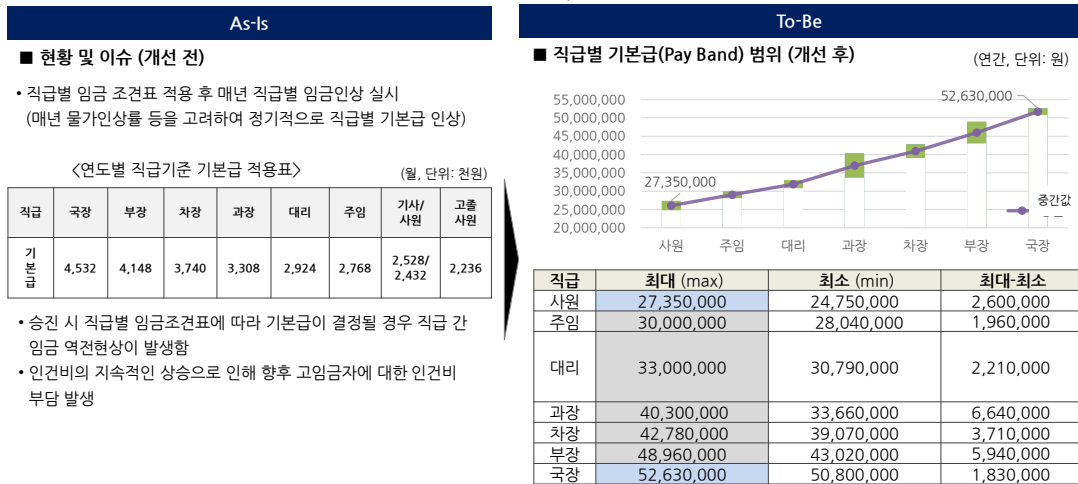 As-Is
■ 현황 및 이슈 (개선 전)
• 직급별 임금 조견표 적용 후 매년 직급별 임금인상 실시
(매년 물가인상률 등을 고려하여 정기적으로 직급별 기본급 인상)
<연도별 직급기준 기본급 적용표> (월, 단위: 천원)
직급 국장 부장 차장 과장 대리 주임 기사/사원 고졸사원
기본급 4,532 4,148 3,740 3,308 2,924 2,768 2,528/2,432 2,236
• 승진 시 직급별 임금조견표에 따라 기본급이 결정될 경우 직급 간
임금 역전현상이 발생함
• 인건비의 지속적인 상승으로 인해 향후 고임금자에 대한 인건비
부담 발생
To-Be
■ 직급별 기본급(Pay Band) 범위 (개선 후) (연간, 단위: 원)
55,000,000
50,000,000
45,000,000
40,000,000
35,000,000
30,000,000
25,000,000
20,000,000
52,630,000
27,350,000
중간값
사원 주임 대리 과장 차장 부장 국장
직급 최대 (max) 최소 (min) 최대-최소
사원 27,350,000 24,750,000 2,600,000
주임 30,000,000 28,040,000 1,960,000
대리 33,000,000 30,790,000 2,210,000
과장 40,300,000 33,660,000 6,640,000
차장 42,780,000 39,070,000 3,710,000
부장 48,960,000 43,020,000 5,940,000
국장 52,630,000 50,800,000 1,830,000